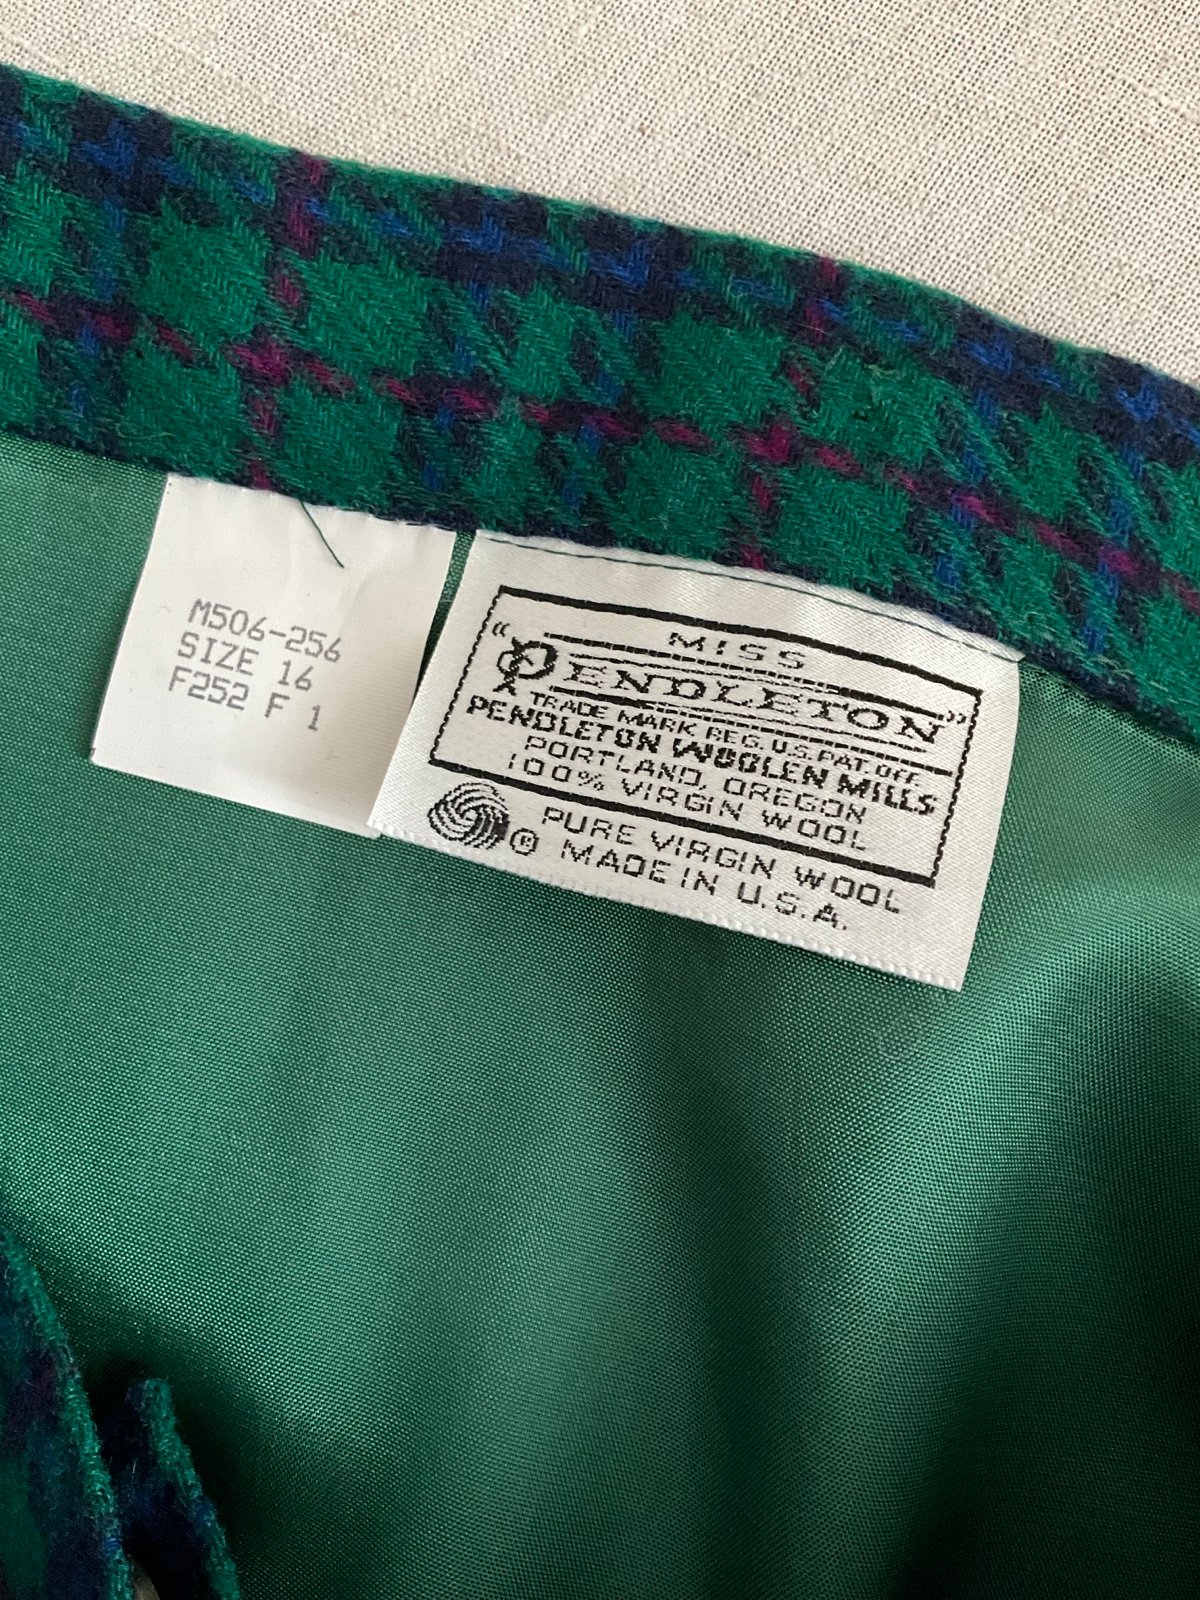 M506-256
SIZE 16
F252 F 1
MISS
"PENDLETON"
TRADE MARK REG. U.S. PAT. OFF.
PENDLETON WOOLEN MILLS
PORTLAND, OREGON
100% VIRGIN WOOL
PURE VIRGIN WOOL
® MADE IN U.S.A.